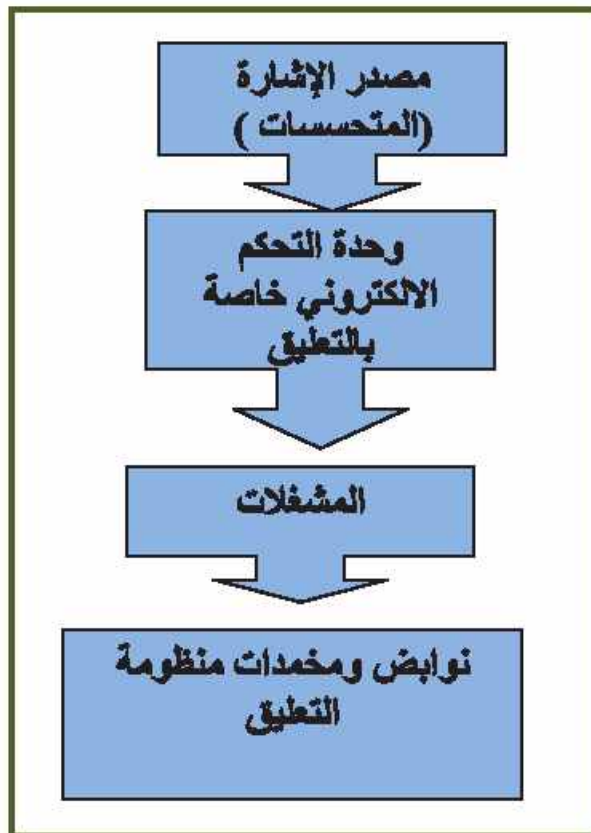 مصدر الإشارة
(المتحسسات )
وحدة التحكم
الالكتروني خاصة
بالتعليق
المشغلات
نوابض ومخمدات منظومة
التعليق